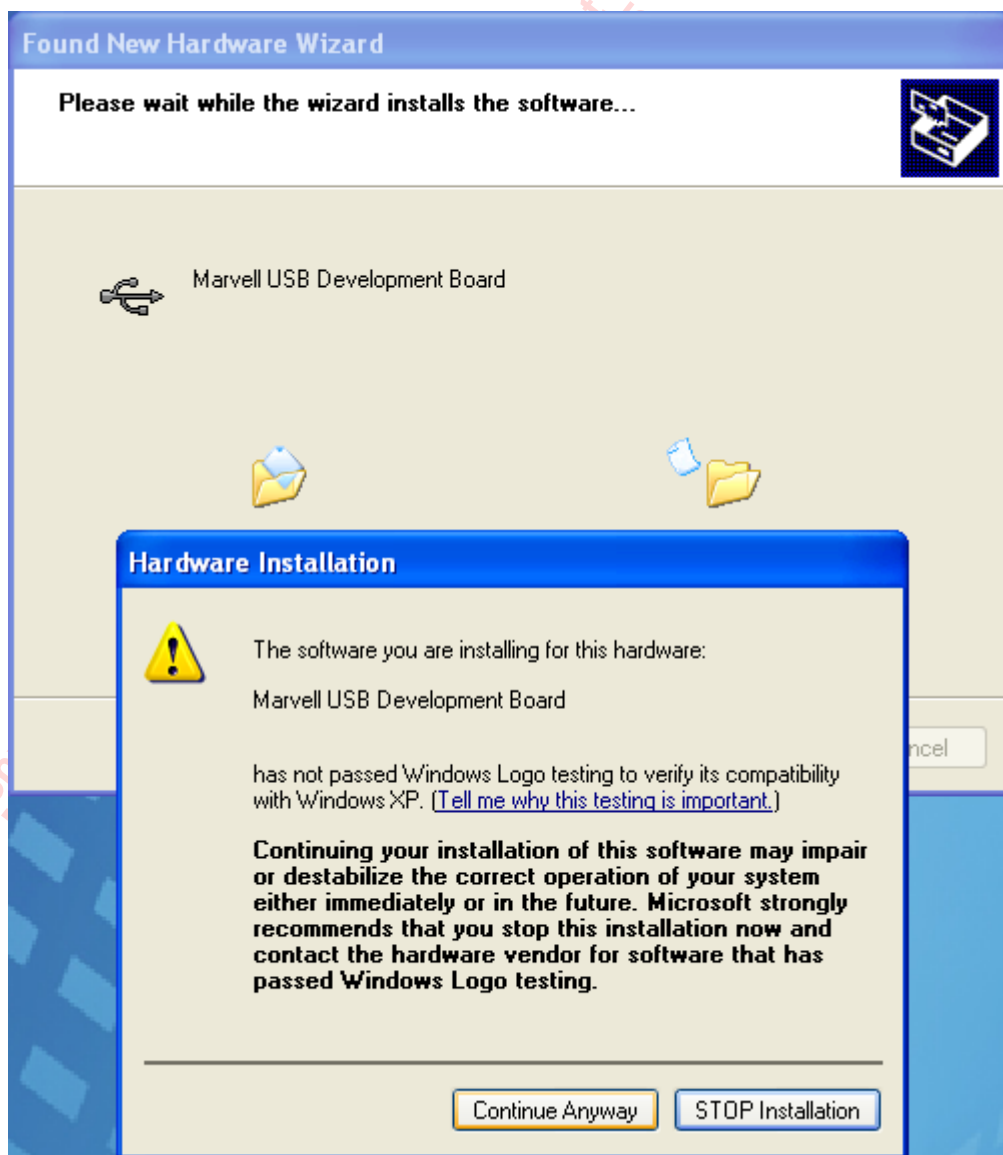 Found New Hardware Wizard
Please wait while the wizard installs the software...
Marvell USB Development Board
Hardware Installation
The software you are installing for this hardware:
Marvell USB Development Board
has not passed Windows Logo testing to verify its compatibility
with Windows XP. (Tell me why this testing is important.)
Continuing your installation of this software may impair
or destabilize the correct operation of your system
either immediately or in the future. Microsoft strongly
recommends that you stop this installation now and
contact the hardware vendor for software that has
passed Windows Logo testing.
Continue Anyway
STOP Installation